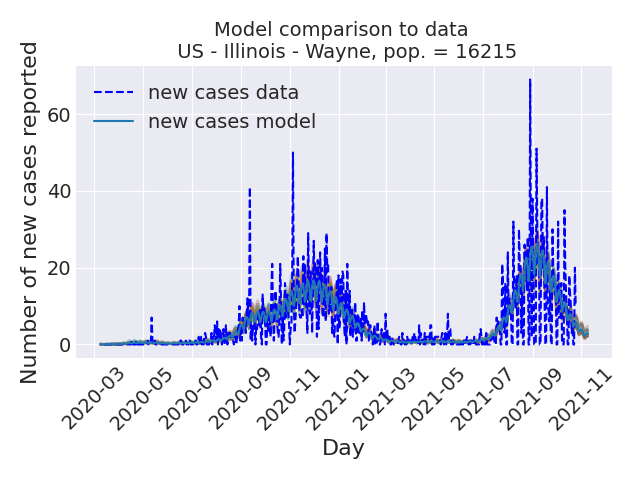 Model comparison to data
US - Illinois - Wayne, pop. = 16215
new cases data
new cases model
Number of new cases reported
60
40
20
0
2020-03
2020-05
2020-07
2020-09
2020-11
2021-01
2021-03
2021-05
2021-07
2021-09
2021-11
Day